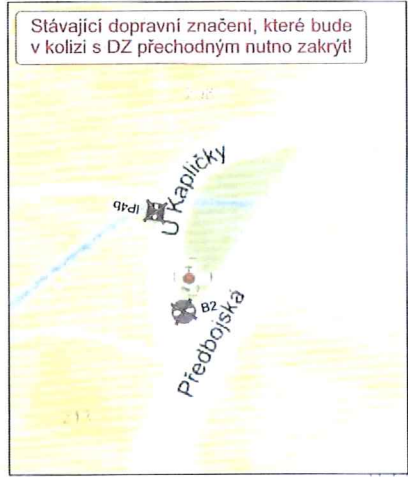 Stávající dopravní značení, které bude
v kolizi s DZ přechodným nutno zakrýt!
U Kapličky
IP4b
B2
Předbojská